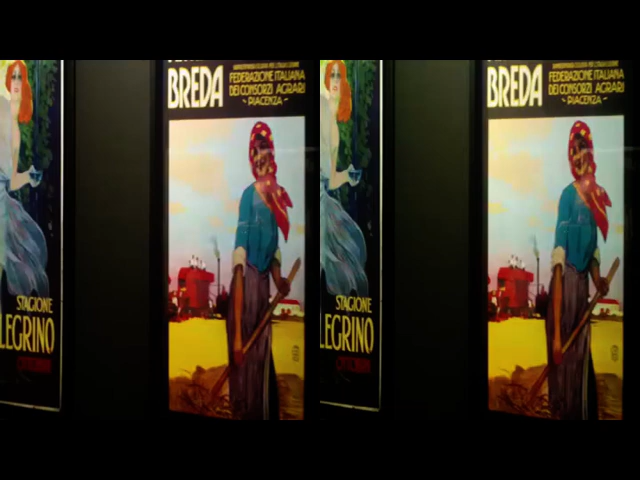 BREDA
FEDERAZIONE ITALIANA
DEI CONSORZI AGRARI
- PIACENZA -
STAGIONE
LEGRINO
BREDA
FEDERAZIONE ITALIANA
DEI CONSORZI AGRARI
- PIACENZA -
STAGIONE
LEGRINO